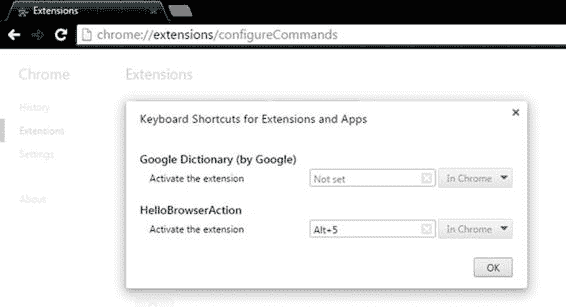 Extensions
chrome://extensions/configureCommands
Chrome
Extensions
History
Extensions
Settings
About
Keyboard Shortcuts for Extensions and Apps
Google Dictionary (by Google)
Activate the extension Not set In Chrome
HelloBrowserAction
Activate the extension Alt+5 In Chrome
OK